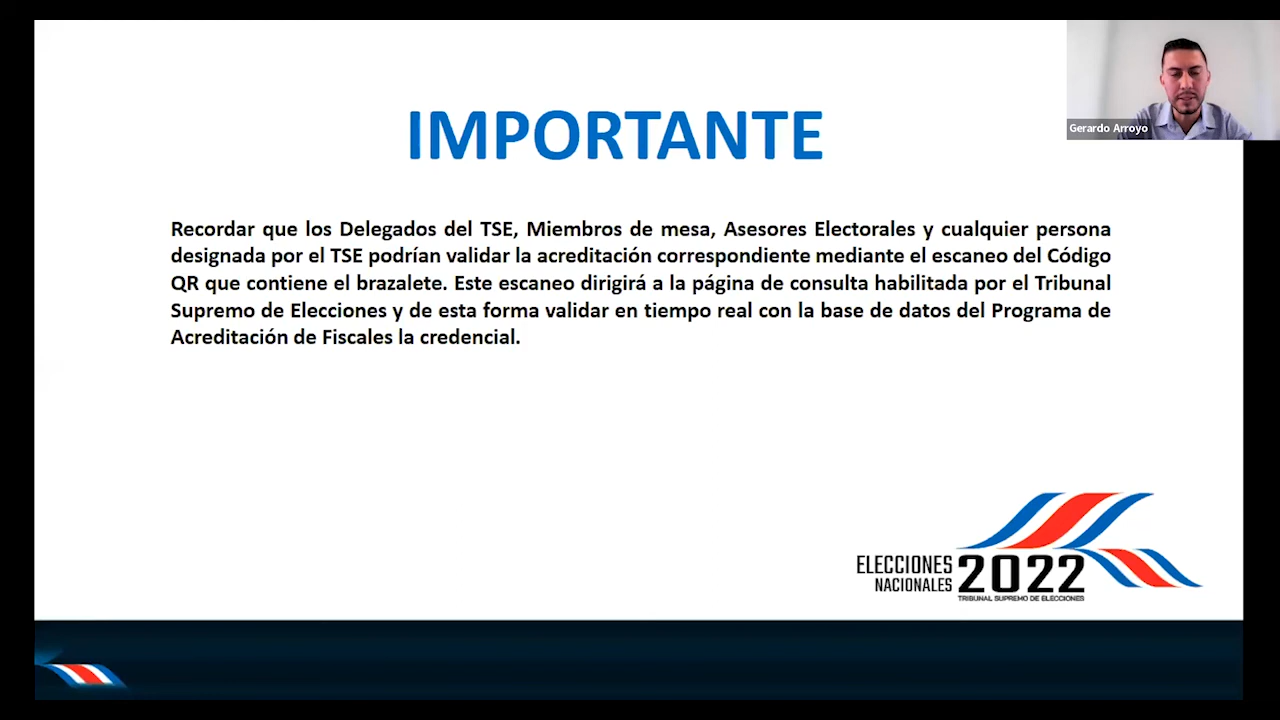 Gerardo Arroyo
IMPORTANTE
Recordar que los Delegados del TSE, Miembros de mesa, Asesores Electorales y cualquier persona
designada por el TSE podrían validar la acreditación correspondiente mediante el escaneo del Código
QR que contiene el brazalete. Este escaneo dirigirá a la página de consulta habilitada por el Tribunal
Supremo de Elecciones y de esta forma validar en tiempo real con la base de datos del Programa de
Acreditación de Fiscales la credencial.
ELECCIONES
NACIONALES
2022
TRIBUNAL SUPREMO DE ELECCIONES